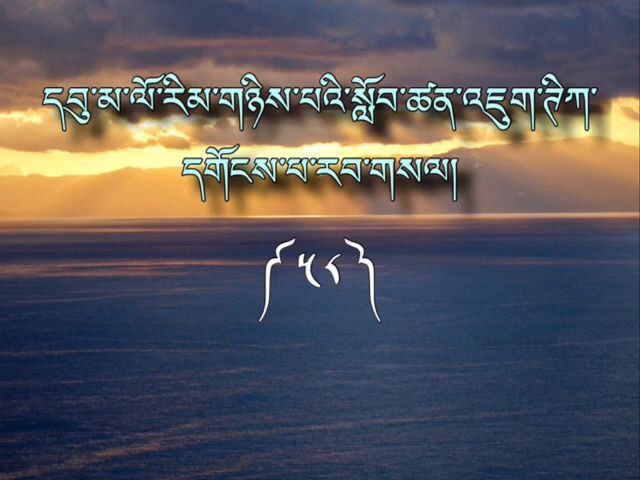 དབུ་མ་ལོ་རིམ་གཉིས་པའི་སློབ་ཚན་འཇུག་ཊིཀ་
དགོངས་པ་རབ་གསལ།
༼ ༥༨ ༽